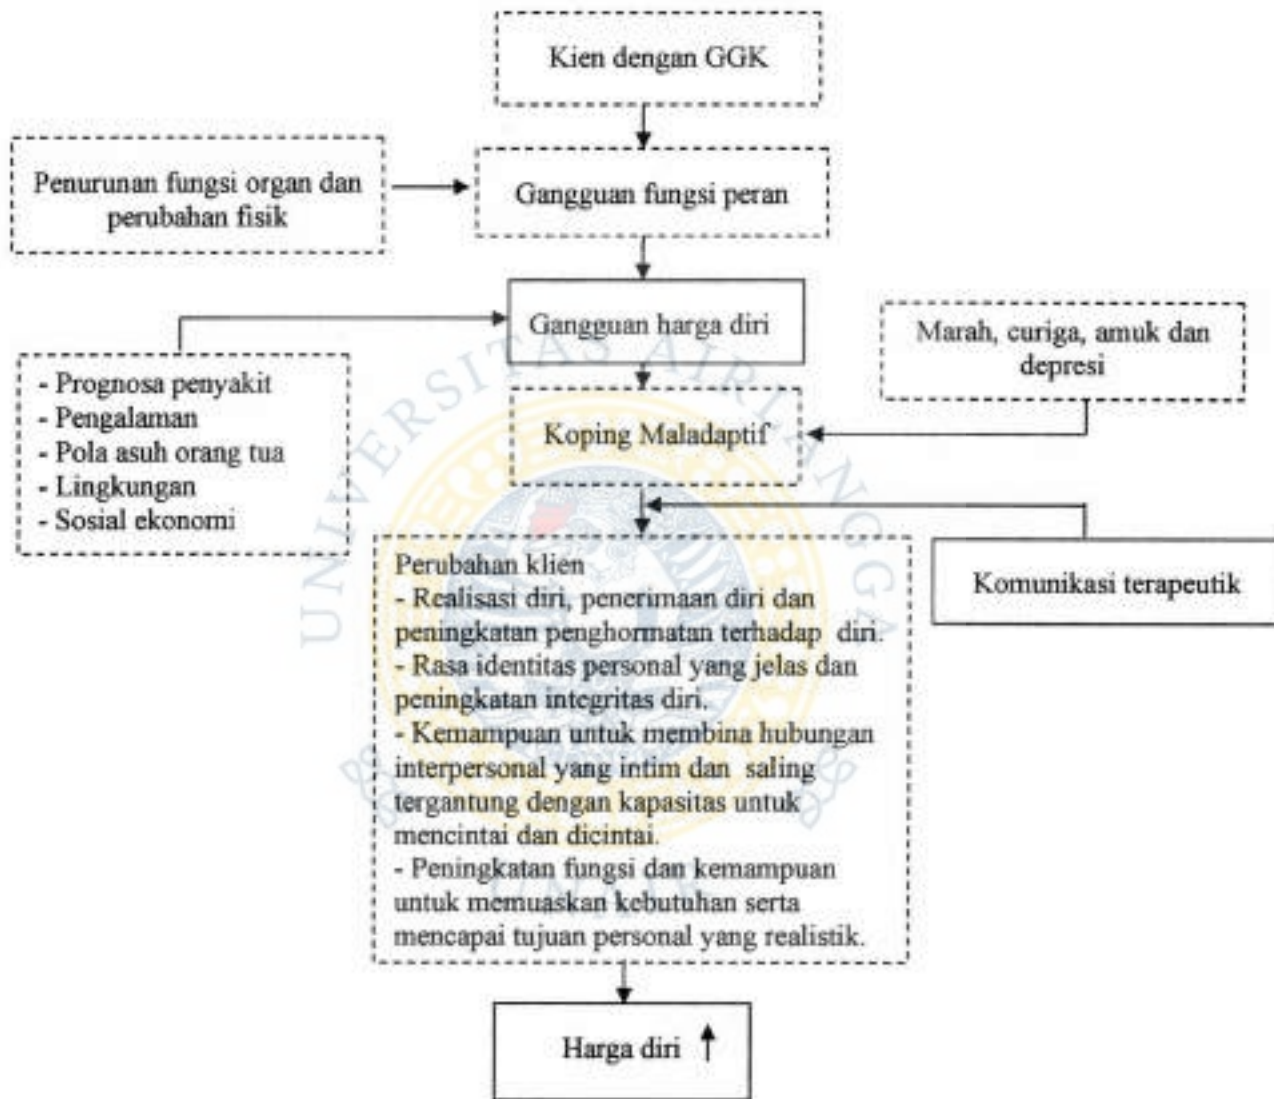 Kien dengan GGK
Penurunan fungsi organ dan
perubahan fisik
Gangguan fungsi peran
Gangguan harga diri
Marah, curiga, amuk dan
depresi
- Prognosa penyakit
- Pengalaman
- Pola asuh orang tua
- Lingkungan
- Sosial ekonomi
Koping Maladaptif
Komunikasi terapeutik
Perubahan klien
- Realisasi diri, penerimaan diri dan
peningkatan penghormatan terhadap diri.
- Rasa identitas personal yang jelas dan
peningkatan integritas diri.
- Kemampuan untuk membina hubungan
interpersonal yang intim dan saling
tergantung dengan kapasitas untuk
mencintai dan dicintai.
- Peningkatan fungsi dan kemampuan
untuk memuaskan kebutuhan serta
mencapai tujuan personal yang realistik.
Harga diri ↑
UNIVERSITAS AIRLANGGA
UNAIR